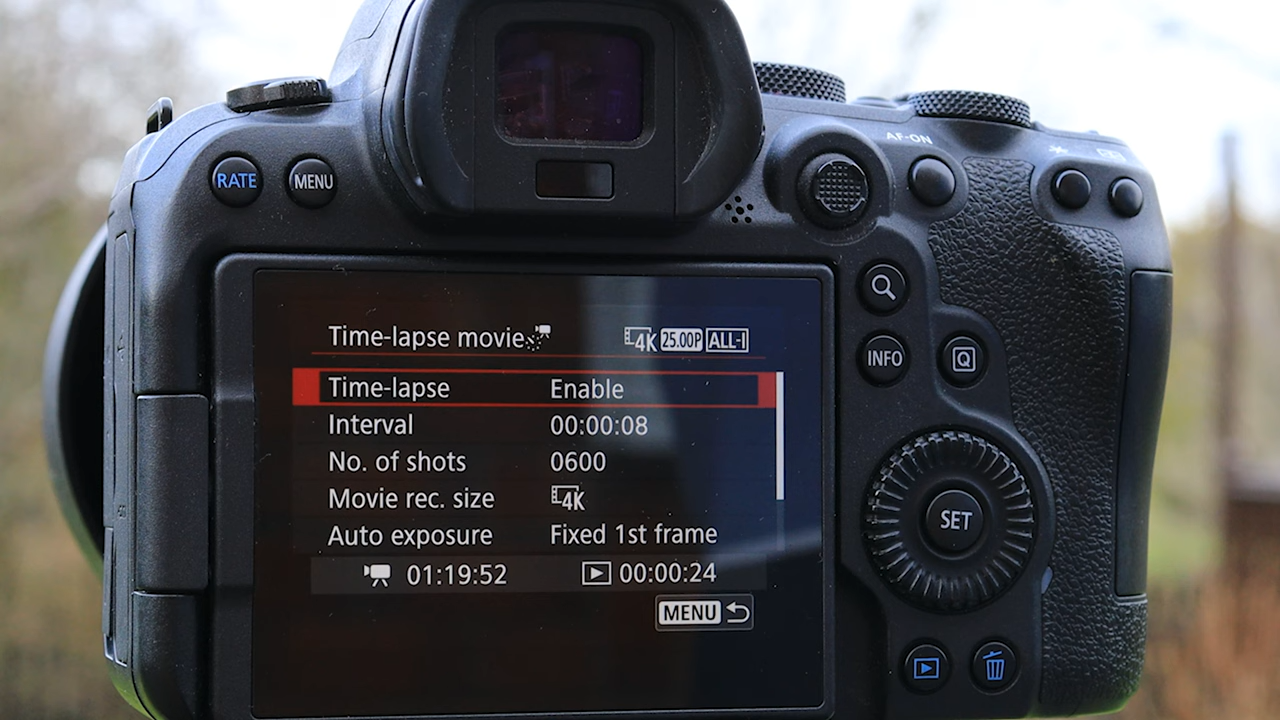 AF-ON
RATE MENU
Time-lapse movie 4K 25.00P ALL-I
Time-lapse Enable
Interval 00:00:08
No. of shots 0600
Movie rec. size 4K
Auto exposure Fixed 1st frame
01:19:52 00:00:24
MENU
INFO Q
SET